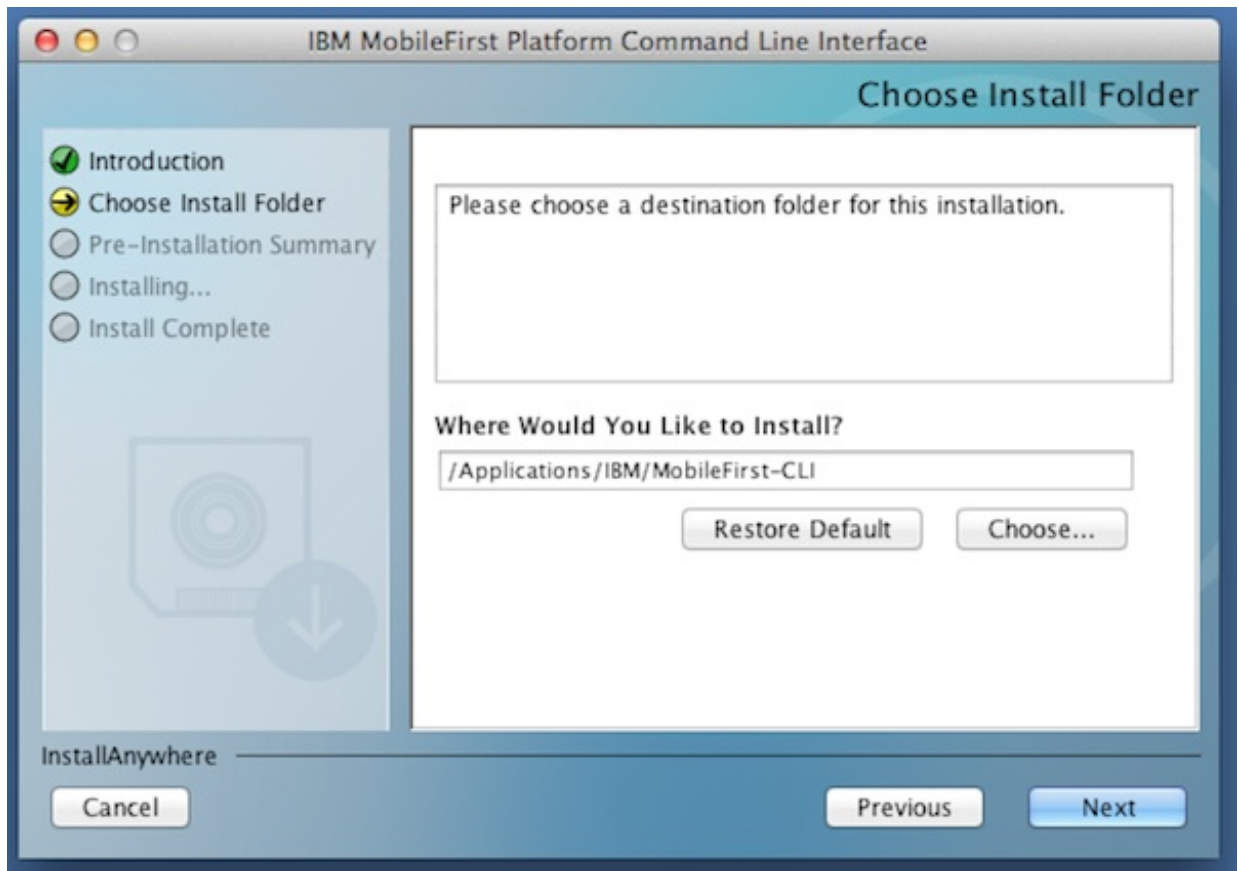 IBM MobileFirst Platform Command Line Interface
Choose Install Folder
Introduction
Choose Install Folder
Pre-Installation Summary
Installing...
Install Complete
Please choose a destination folder for this installation.
Where Would You Like to Install?
/Applications/IBM/MobileFirst-CLI
Restore Default
Choose...
InstallAnywhere
Cancel
Previous
Next